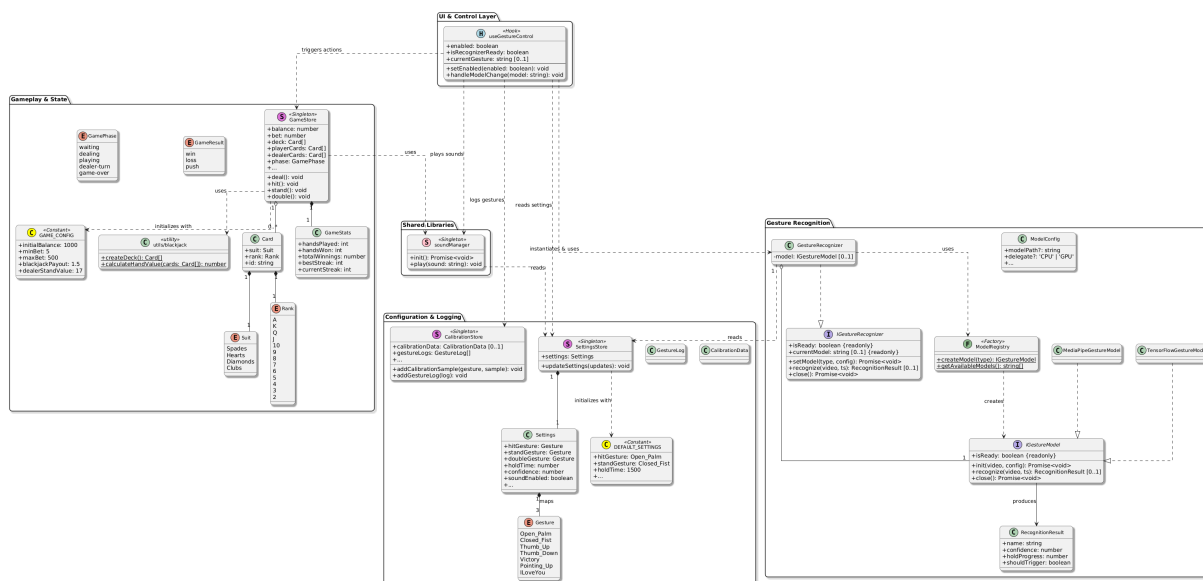 UI & Control Layer
H
«Hook»
useGestureControl
+enabled: boolean
+isRecognizerReady: boolean
+currentGesture: string [0..1]
+setEnabled(enabled: boolean): void
+handleModelChange(model: string): void
triggers actions
Gameplay & State
E GamePhase
waiting
dealing
playing
dealer-turn
game-over
E GameResult
win
loss
push
S
«Singleton»
GameStore
+balance: number
+bet: number
+deck: Card[]
+playerCards: Card[]
+dealerCards: Card[]
+phase: GamePhase
+...
+deal(): void
+hit(): void
+stand(): void
+double(): void
uses
plays sounds
uses
logs gestures
reads settings
initializes with
C
«Constant»
GAME_CONFIG
+initialBalance: 1000
+minBet: 5
+maxBet: 500
+blackjackPayout: 1.5
+dealerStandValue: 17
C
«utility»
utils/blackjack
+createDeck(): Card[]
+calculateHandValue(cards: Card[]): number
C Card
+suit: Suit
+rank: Rank
+id: string
C GameStats
+handsPlayed: int
+handsWon: int
+totalWinnings: number
+bestStreak: int
+currentStreak: int
E Suit
Spades
Hearts
Diamonds
Clubs
E Rank
A
K
Q
J
10
9
8
7
6
5
4
3
2
Shared Libraries
S
«Singleton»
soundManager
+init(): Promise<void>
+play(sound: string): void
instantiates & uses
reads
Configuration & Logging
S
«Singleton»
CalibrationStore
+calibrationData: CalibrationData [0..1]
+gestureLogs: GestureLog[]
+...
+addCalibrationSample(gesture, sample): void
+addGestureLog(log): void
S
«Singleton»
SettingsStore
+settings: Settings
+updateSettings(updates): void
C GestureLog
C CalibrationData
reads
initializes with
C Settings
+hitGesture: Gesture
+standGesture: Gesture
+doubleGesture: Gesture
+holdTime: number
+confidence: number
+soundEnabled: boolean
+...
C
«Constant»
DEFAULT_SETTINGS
+hitGesture: Open_Palm
+standGesture: Closed_Fist
+holdTime: 1500
+...
maps
1
3
E Gesture
Open_Palm
Closed_Fist
Thumb_Up
Thumb_Down
Victory
Pointing_Up
ILoveYou
Gesture Recognition
C GestureRecognizer
-model: IGestureModel [0..1]
uses
C ModelConfig
+modelPath?: string
+delegate?: 'CPU' | 'GPU'
+...
I IGestureRecognizer
+isReady: boolean {readonly}
+currentModel: string [0..1] {readonly}
+setModel(type, config): Promise<void>
+recognize(video, ts): RecognitionResult [0..1]
+close(): Promise<void>
F
«Factory»
ModelRegistry
+createModel(type): IGestureModel
+getAvailableModels(): string[]
C MediaPipeGestureModel
C TensorFlowGestureMod
creates
1
I IGestureModel
+isReady: boolean {readonly}
+init(video, config): Promise<void>
+recognize(video, ts): RecognitionResult [0..1]
+close(): Promise<void>
produces
C RecognitionResult
+name: string
+confidence: number
+holdProgress: number
+shouldTrigger: boolean